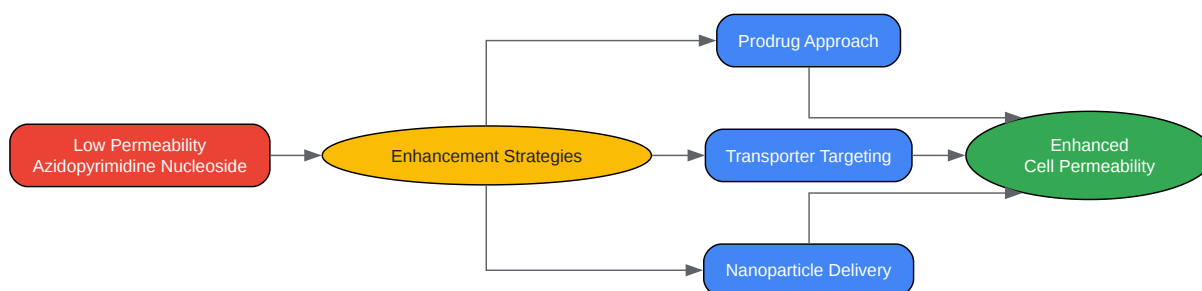 Low Permeability
Azidopyrimidine Nucleoside
Enhancement Strategies
Prodrug Approach
Transporter Targeting
Nanoparticle Delivery
Enhanced
Cell Permeability